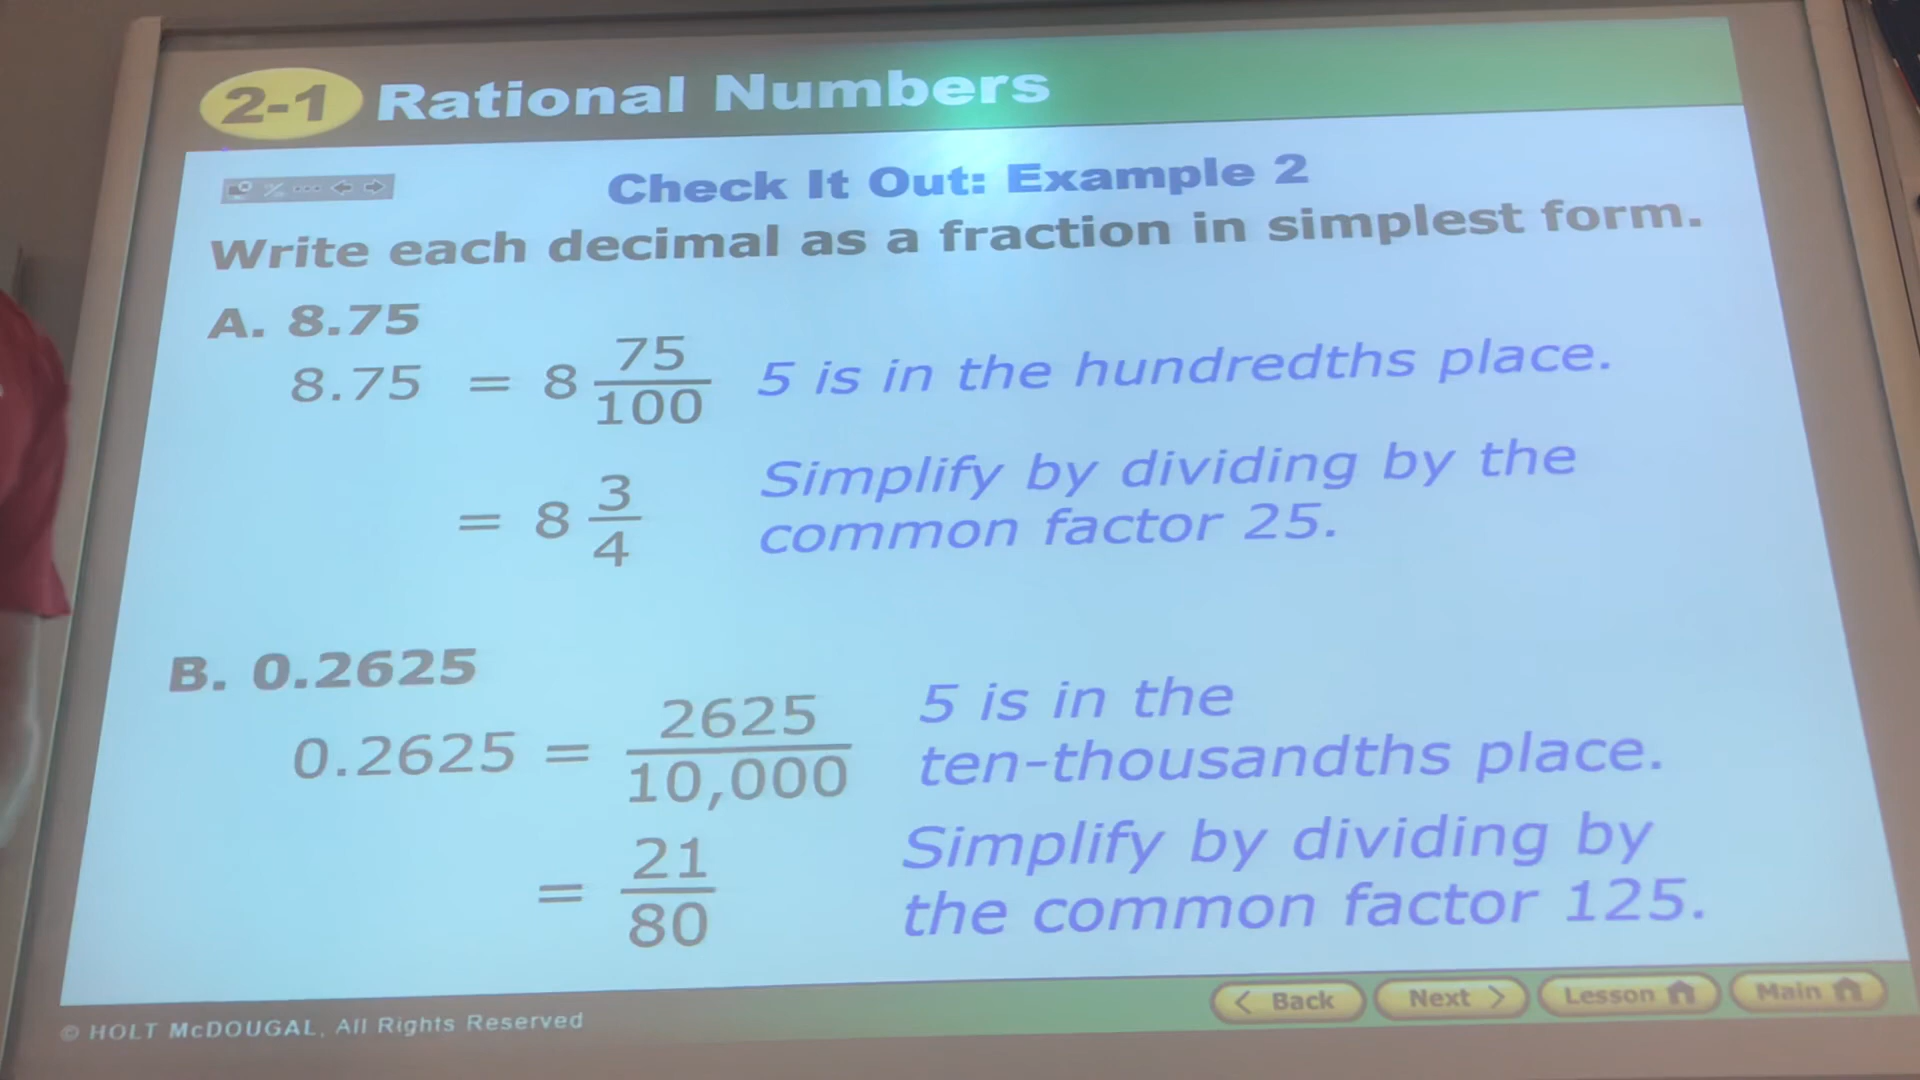 2-1 Rational Numbers
Check It Out: Example 2
Write each decimal as a fraction in simplest form.
A. 8.75
8.75 = 8 75/100 5 is in the hundredths place.
= 8 3/4 Simplify by dividing by the
common factor 25.
B. 0.2625
0.2625 = 2625/10,000 5 is in the
ten-thousandths place.
= 21/80 Simplify by dividing by
the common factor 125.
< Back Next > Lesson Main
© HOLT McDOUGAL, All Rights Reserved